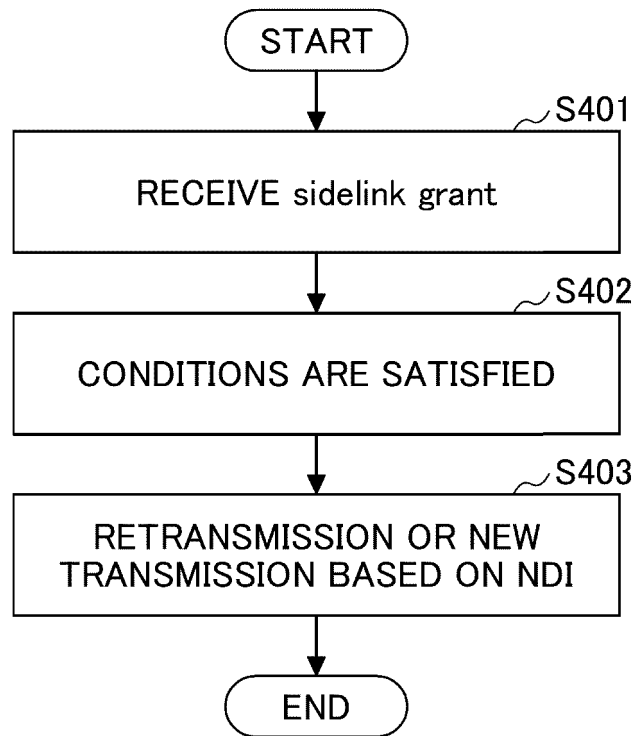 START
S401
RECEIVE sidelink grant
S402
CONDITIONS ARE SATISFIED
S403
RETRANSMISSION OR NEW
TRANSMISSION BASED ON NDI
END